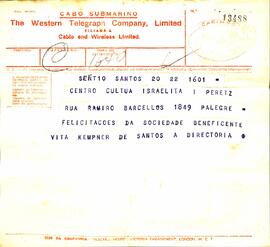 CABO SUBMARINO
The Western Telegraph Company, Limited
Cable and Wireless Limited.
13488
SE47IO SANTOS 20 22 1601 *
CENTRO CULTUA ISRAELITA I PERETZ
RUA RAMIRO BARCELLOS 1849 PALEGRE
FELICITACOES DA SOCIEDADE BENEFICENTE
VITA KEMPNER DE SANTOS A DIRECTORIA *